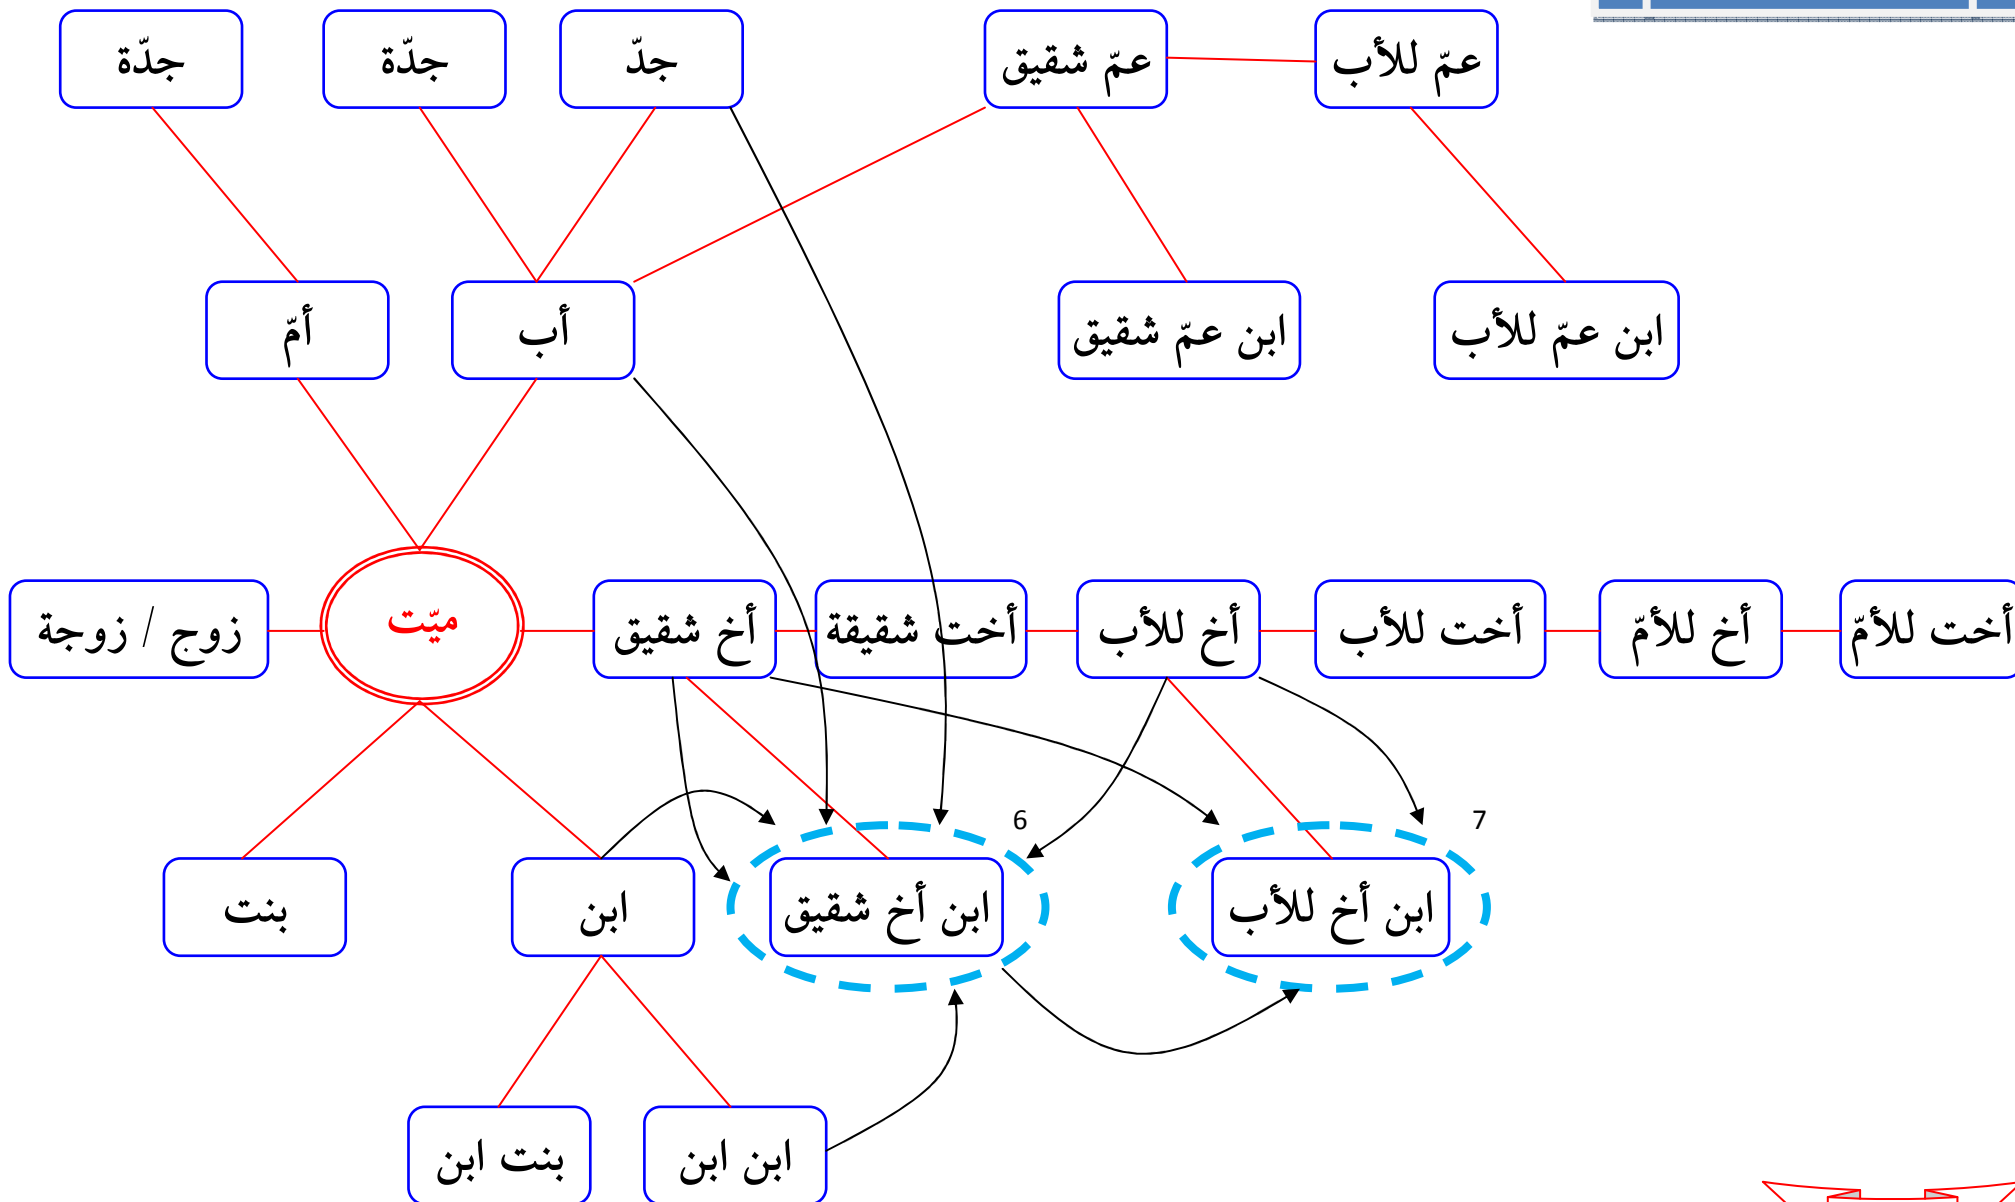 عمّ للأب
عمّ شقيق
جدّ
جدّة
جدّة
ابن عمّ للأب
ابن عمّ شقيق
أب
أمّ
أخت للأمّ
أخ للأمّ
أخت للأب
أخ للأب
أخت شقيقة
أخ شقيق
ميّت
زوج / زوجة
7
6
ابن أخ للأب
ابن أخ شقيق
ابن
بنت
ابن ابن
بنت ابن